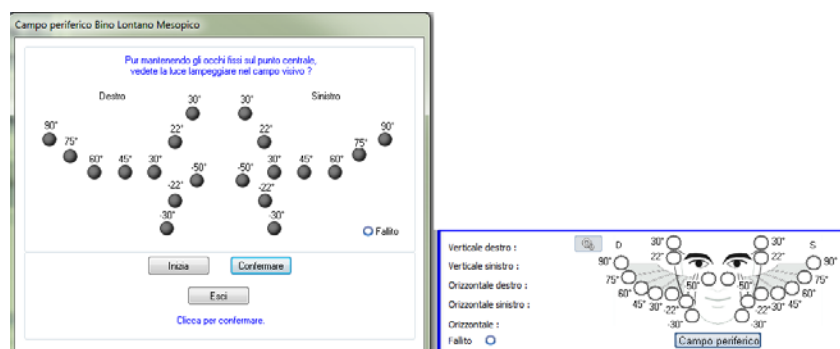 Campo periferico Bino Lontano Mesopico
Pur mantenendo gli occhi fissi sul punto centrale,
vedete la luce lampeggiare nel campo visivo ?
Destro Sinistro
30° 30°
90° 22° 22° 90°
75° 75°
60° 45° 30° -50° -50° 30° 45° 60°
-22° -22°
-30° -30°
Fallito
Inizia Confermare
Esci
Clicca per confermare.
Verticale destro : D 30° 30° S
Verticale sinistro : 90° 22° 22° 90°
Orizzontale destro : 75° 75°
60° -50° -50° 60°
Orizzontale sinistro : 45° 30° -22° -22° 30° 45°
Orizzontale : -30° -30°
Fallito Campo periferico